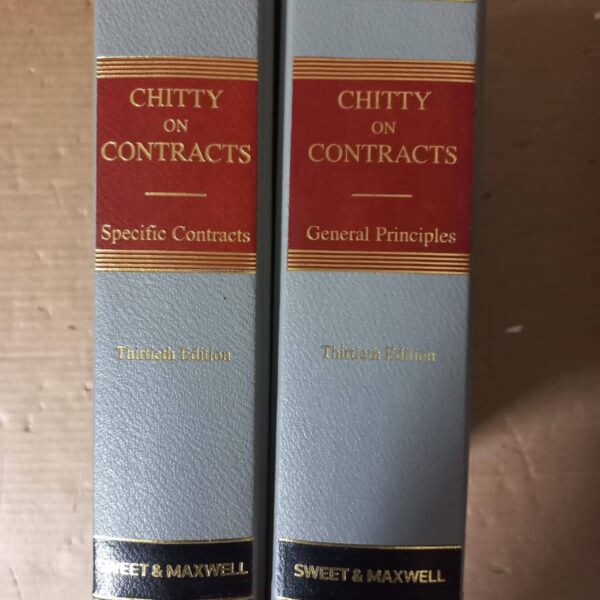 CHITTY
ON
CONTRACTS
Specific Contracts
Thirtieth Edition
SWEET & MAXWELL
CHITTY
ON
CONTRACTS
General Principles
Thirtieth Edition
SWEET & MAXWELL